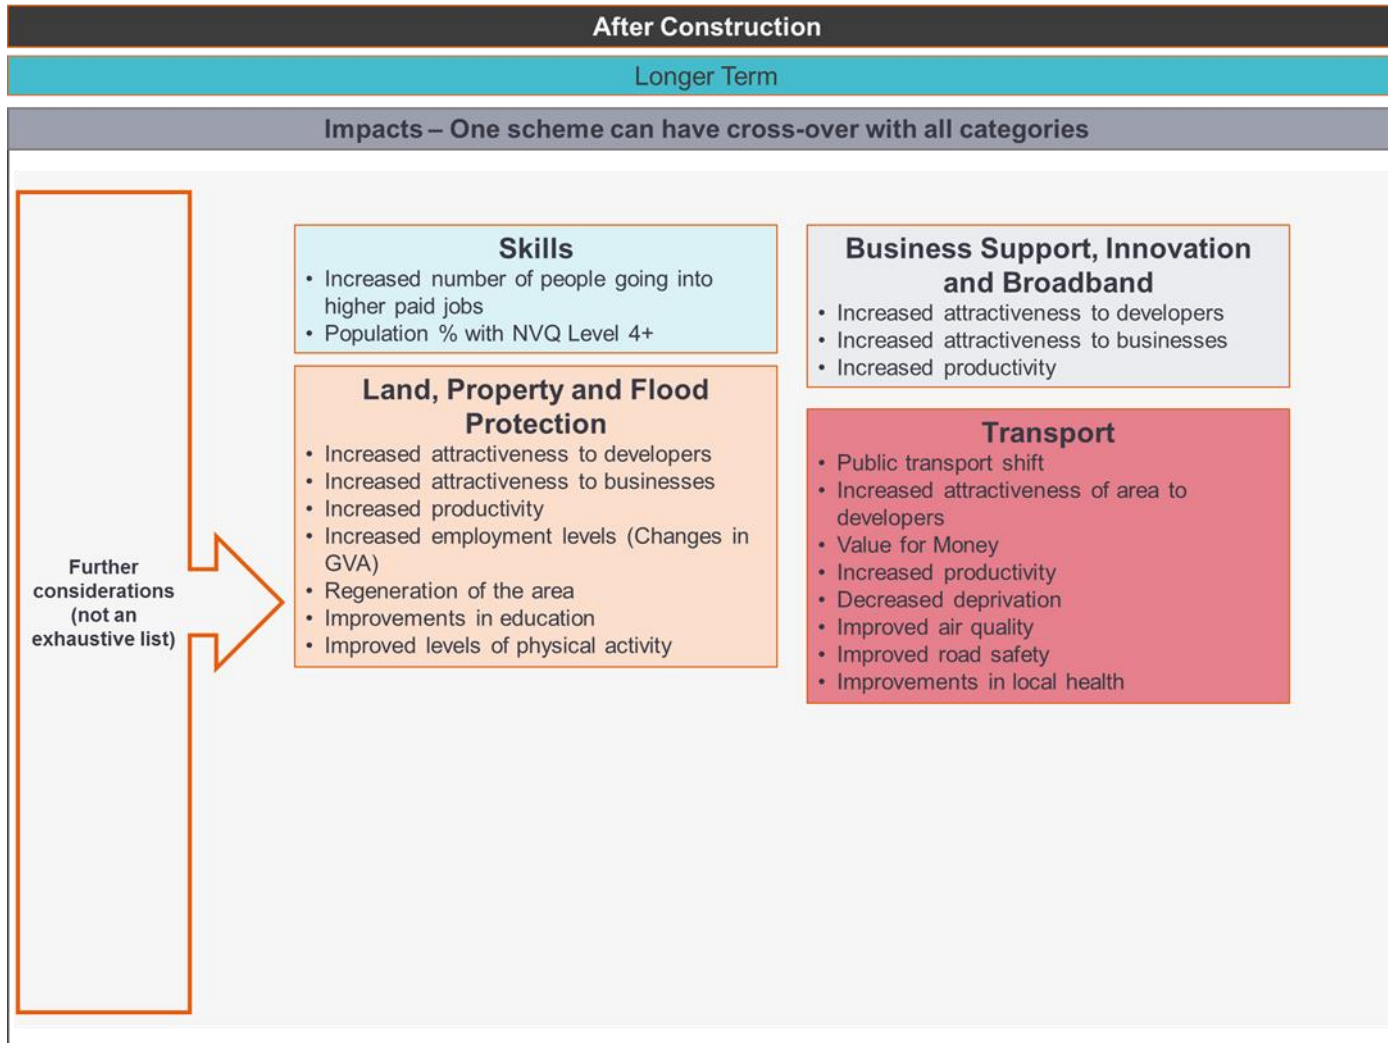 After Construction
Longer Term
Impacts – One scheme can have cross-over with all categories
Further
considerations
(not an
exhaustive list)
Skills
• Increased number of people going into
higher paid jobs
• Population % with NVQ Level 4+
Land, Property and Flood
Protection
• Increased attractiveness to developers
• Increased attractiveness to businesses
• Increased productivity
• Increased employment levels (Changes in
GVA)
• Regeneration of the area
• Improvements in education
• Improved levels of physical activity
Business Support, Innovation
and Broadband
• Increased attractiveness to developers
• Increased attractiveness to businesses
• Increased productivity
Transport
• Public transport shift
• Increased attractiveness of area to
developers
• Value for Money
• Increased productivity
• Decreased deprivation
• Improved air quality
• Improved road safety
• Improvements in local health